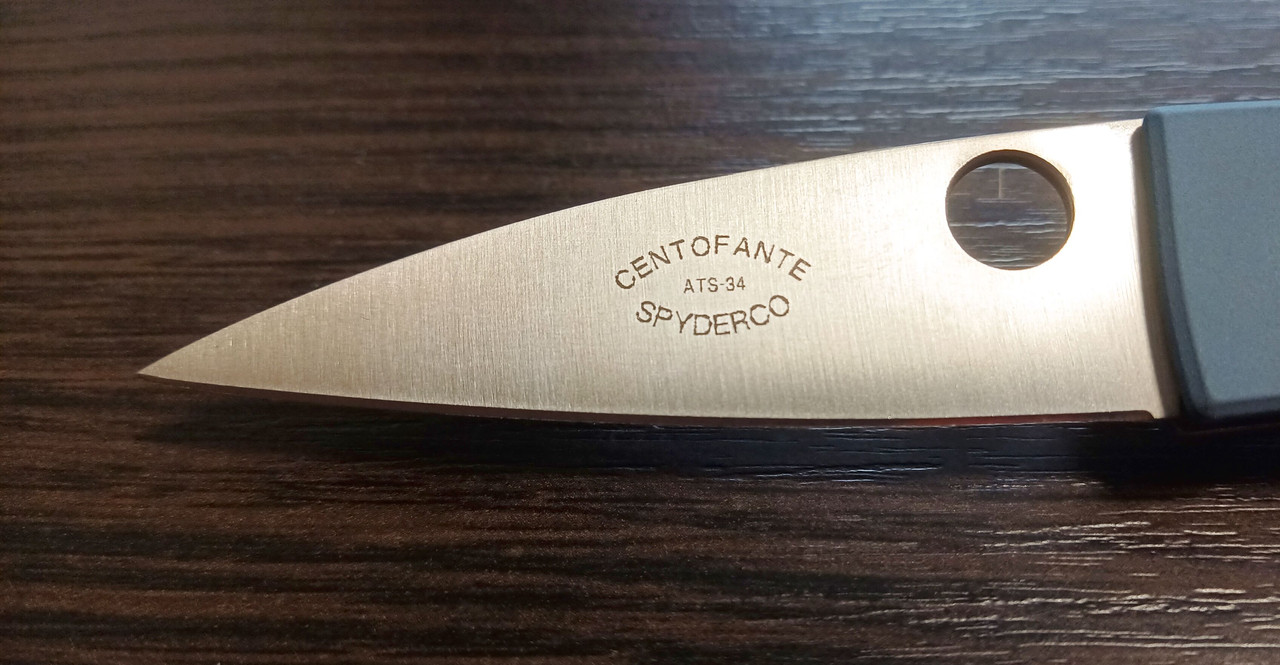 CENTOFANTE
ATS-34
SPYDERCO